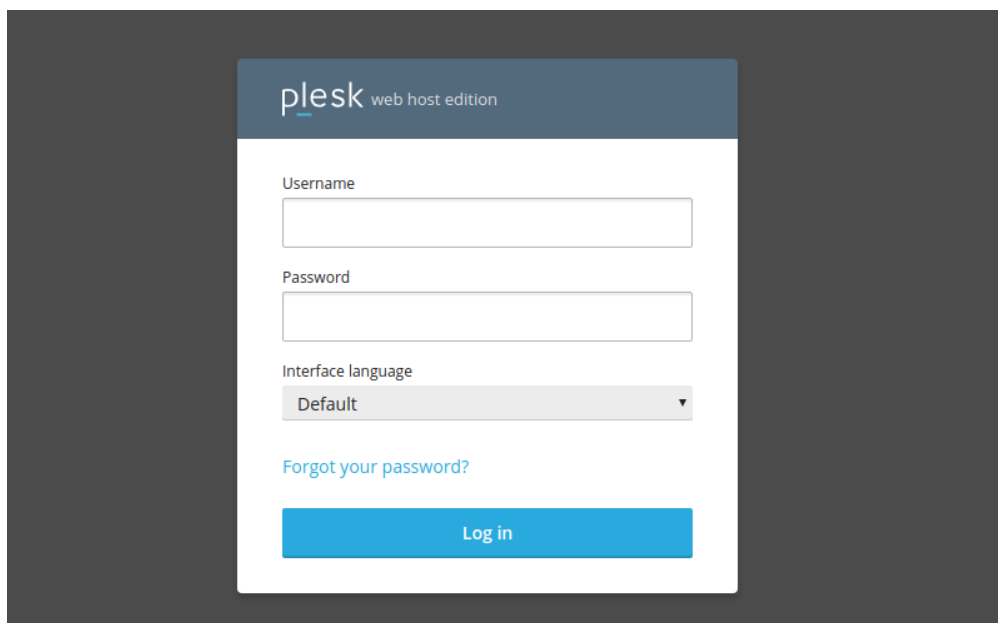 plesk web host edition
Username
Password
Interface language
Default
Forgot your password?
Log in